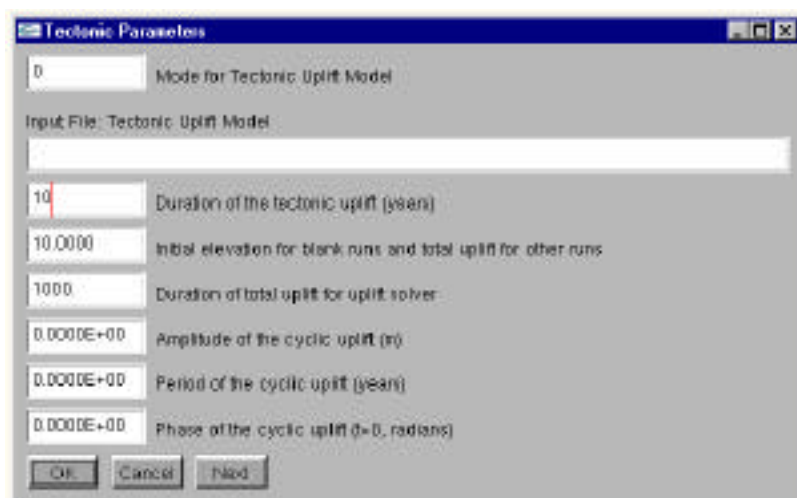 Tectonic Parameters
0 Mode for Tectonic Uplift Model
Input File: Tectonic Uplift Model
10 Duration of the tectonic uplift (years)
10.0000 Initial elevation for blank runs and total uplift for other runs
1000. Duration of total uplift for uplift solver
0.0000E+00 Amplitude of the cyclic uplift (m)
0.0000E+00 Period of the cyclic uplift (years)
0.0000E+00 Phase of the cyclic uplift (t=0, radians)
OK Cancel Next